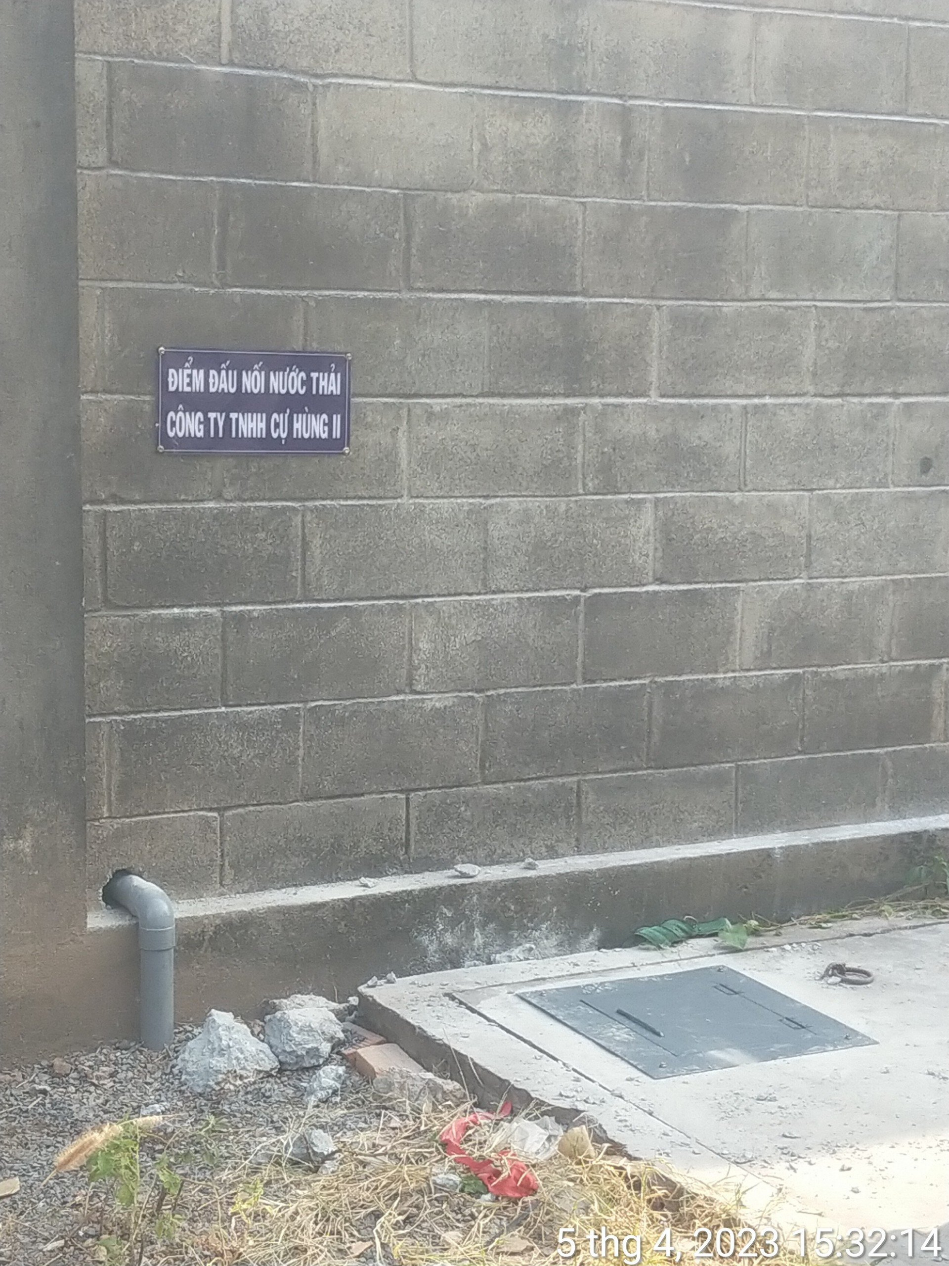 ĐIỂM ĐẤU NỐI NƯỚC THẢI
CÔNG TY TNHH CỰ HÙNG II
5 thg 4, 2023 15:32:14